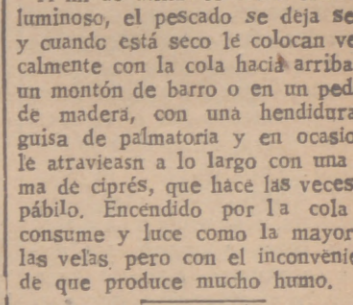 luminoso, el pescado se deja se
y cuando está seco lé colocan ve
calmente con la cola hacia arriba
un montón de barro o en un ped
de madera, con una hendidura
guisa de palmatoria y en ocasio
le atravieasn a lo largo con una
ma de ciprés, que hace las veces
pábilo. Encendido por la cola
consume y luce como la mayor
las velas, pero con el inconvenie
de que produce mucho humo.